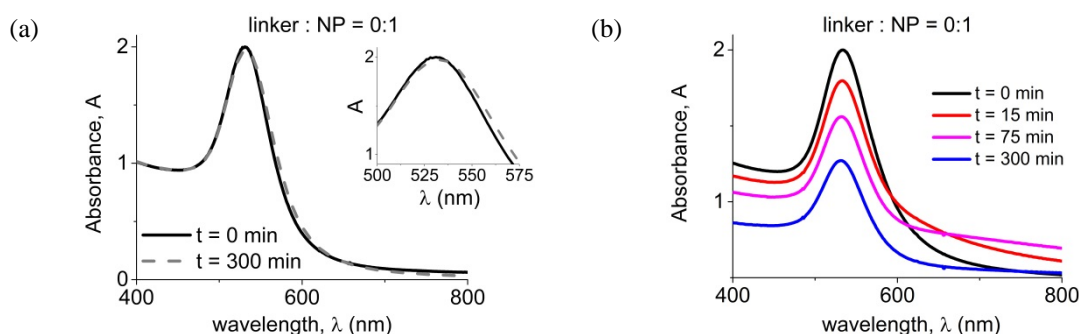 (a)
linker : NP = 0:1
Absorbance, A
2
1
0
400
600
800
wavelength, λ (nm)
t = 0 min
t = 300 min
A
2
1
500
525
550
575
λ (nm)
(b)
linker : NP = 0:1
Absorbance, A
2
1
400
600
800
wavelength, λ (nm)
t = 0 min
t = 15 min
t = 75 min
t = 300 min